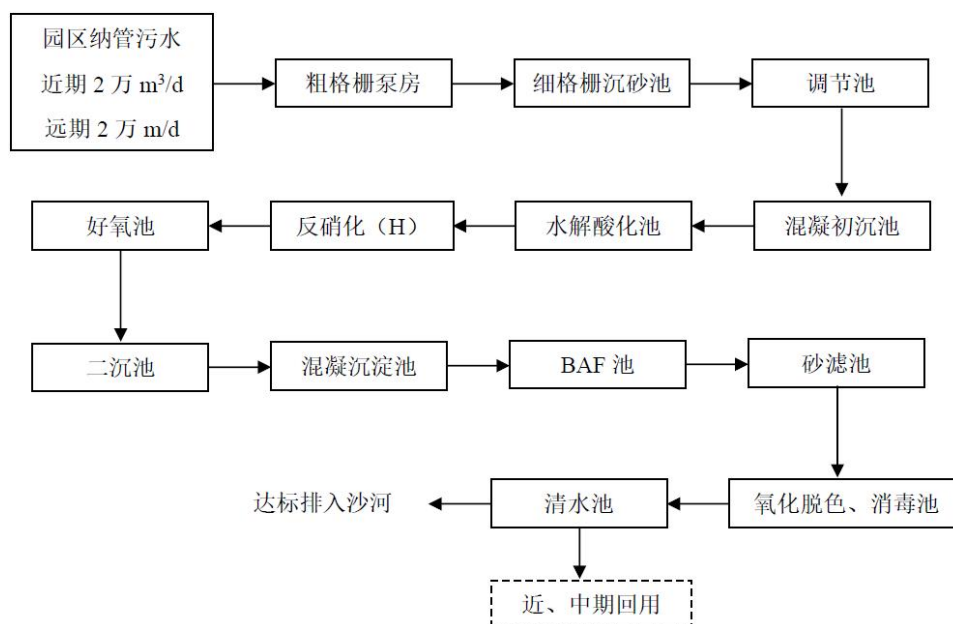 园区纳管污水
近期 2 万 m³/d
远期 2 万 m/d
粗格栅泵房
细格栅沉砂池
调节池
好氧池
反硝化（H）
水解酸化池
混凝初沉池
二沉池
混凝沉淀池
BAF 池
砂滤池
达标排入沙河
清水池
氧化脱色、消毒池
近、中期回用